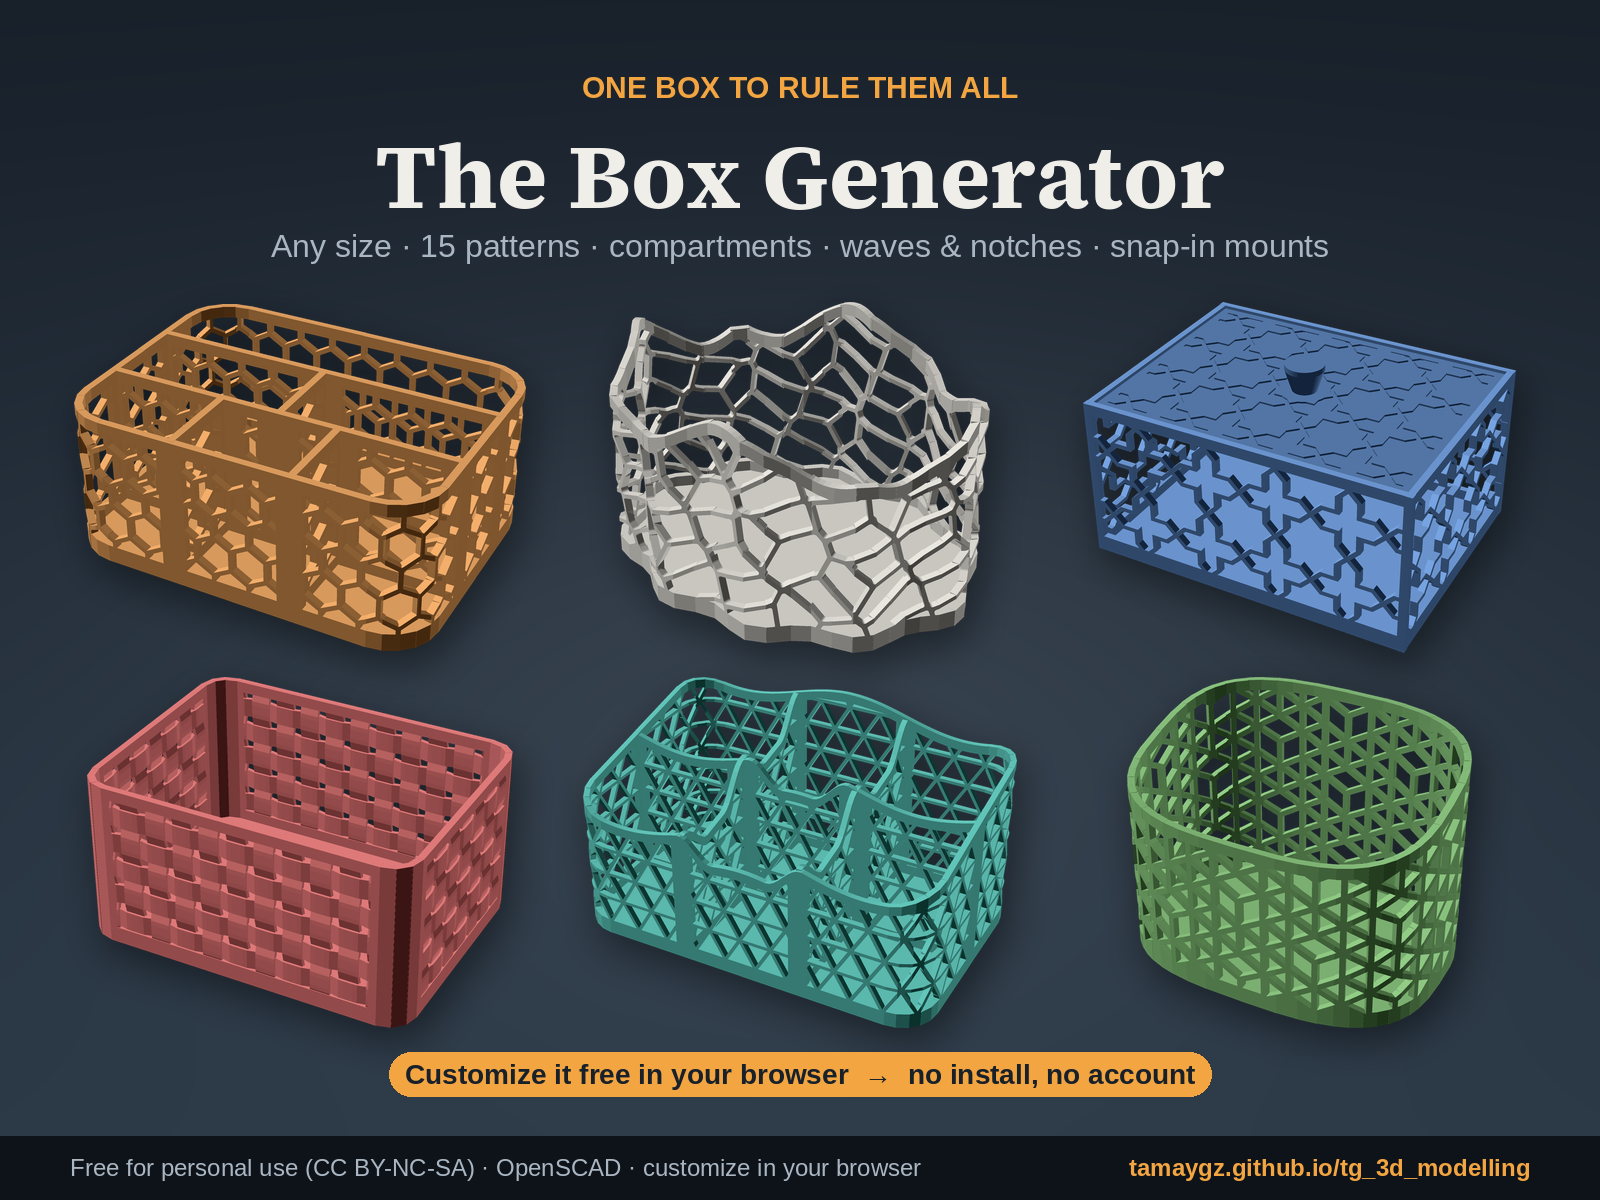 ONE BOX TO RULE THEM ALL
The Box Generator
Any size · 15 patterns · compartments · waves & notches · snap-in mounts
Customize it free in your browser → no install, no account
Free for personal use (CC BY-NC-SA) · OpenSCAD · customize in your browser
tamaygz.github.io/tg_3d_modelling